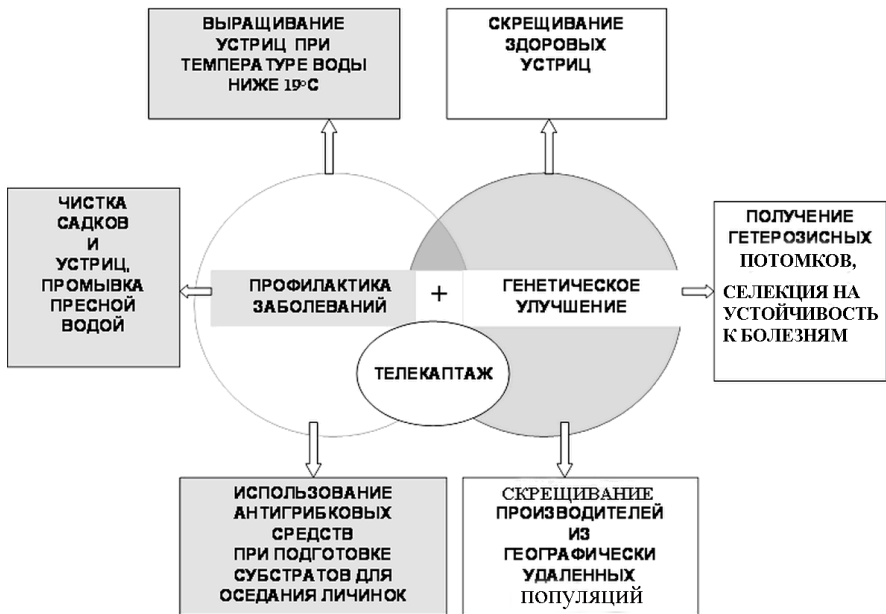 ВЫРАЩИВАНИЕ
УСТРИЦ ПРИ
ТЕМПЕРАТУРЕ ВОДЫ
НИЖЕ 19°С
СКРЕЩИВАНИЕ
ЗДОРОВЫХ
УСТРИЦ
ЧИСТКА
САДКОВ
И
УСТРИЦ,
ПРОМЫВКА
ПРЕСНОЙ
ВОДОЙ
ПРОФИЛАКТИКА
ЗАБОЛЕВАНИЙ
+
ГЕНЕТИЧЕСКОЕ
УЛУЧШЕНИЕ
ПОЛУЧЕНИЕ
ГЕТЕРОЗИСНЫХ
ПОТОМКОВ,
СЕЛЕКЦИЯ НА
УСТОЙЧИВОСТЬ
К БОЛЕЗНЯМ
ТЕЛЕКАПТАЖ
ИСПОЛЬЗОВАНИЕ
АНТИГРИБКОВЫХ
СРЕДСТВ
ПРИ ПОДГОТОВКЕ
СУБСТРАТОВ ДЛЯ
ОСЕДАНИЯ ЛИЧИНОК
СКРЕЩИВАНИЕ
ПРОИЗВОДИТЕЛЕЙ
ИЗ
ГЕОГРАФИЧЕСКИ
УДАЛЕННЫХ
ПОПУЛЯЦИЙ